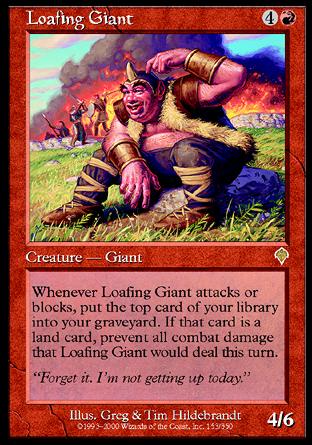 Loafing Giant 4
Creature — Giant
Whenever Loafing Giant attacks or
blocks, put the top card of your library
into your graveyard. If that card is a
land card, prevent all combat damage
that Loafing Giant would deal this turn.
“Forget it. I’m not getting up today.”
Illus. Greg & Tim Hildebrandt
©1993–2000 Wizards of the Coast, Inc. 153/350
4/6